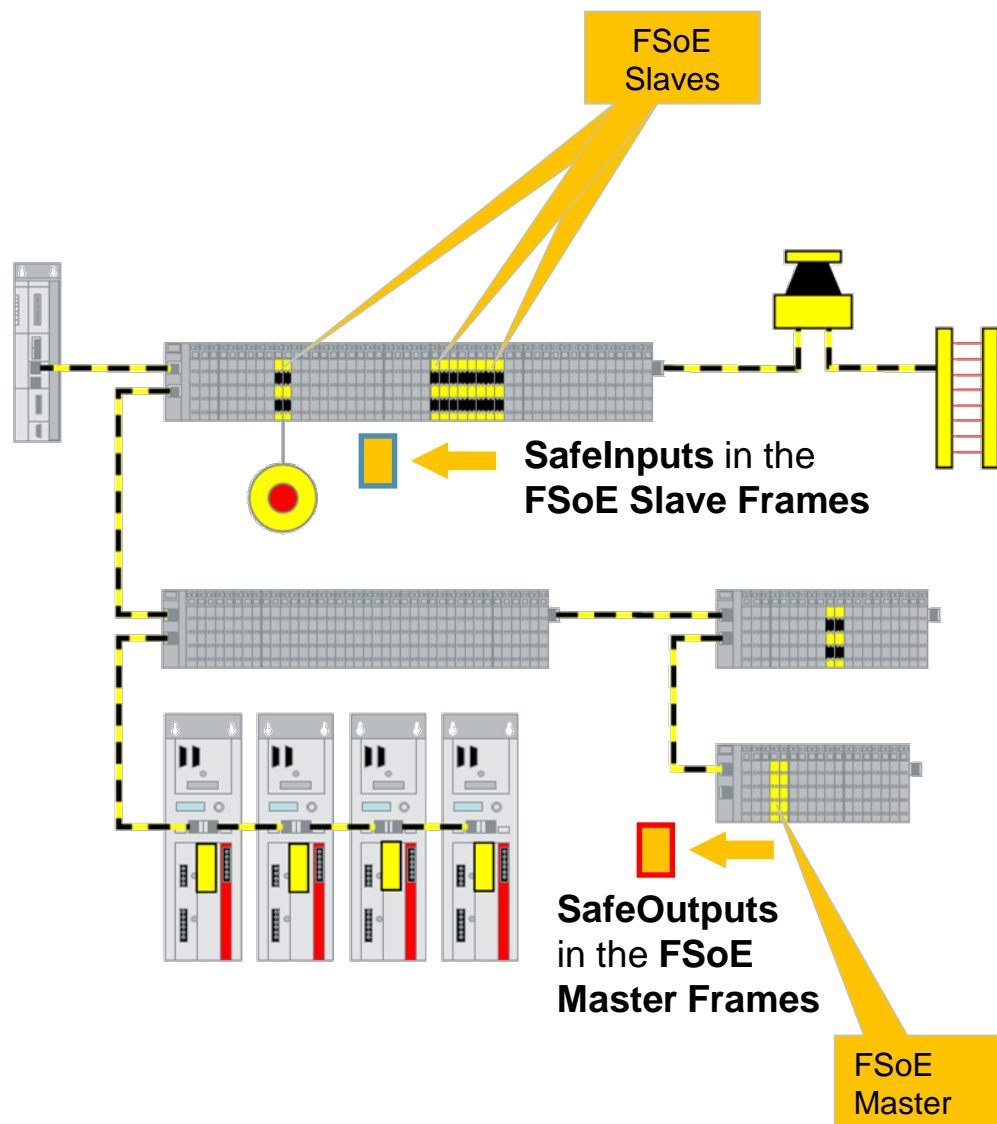 FSoE
Slaves
SafeInputs in the
FSoE Slave Frames
SafeOutputs
in the FSoE
Master Frames
FSoE
Master